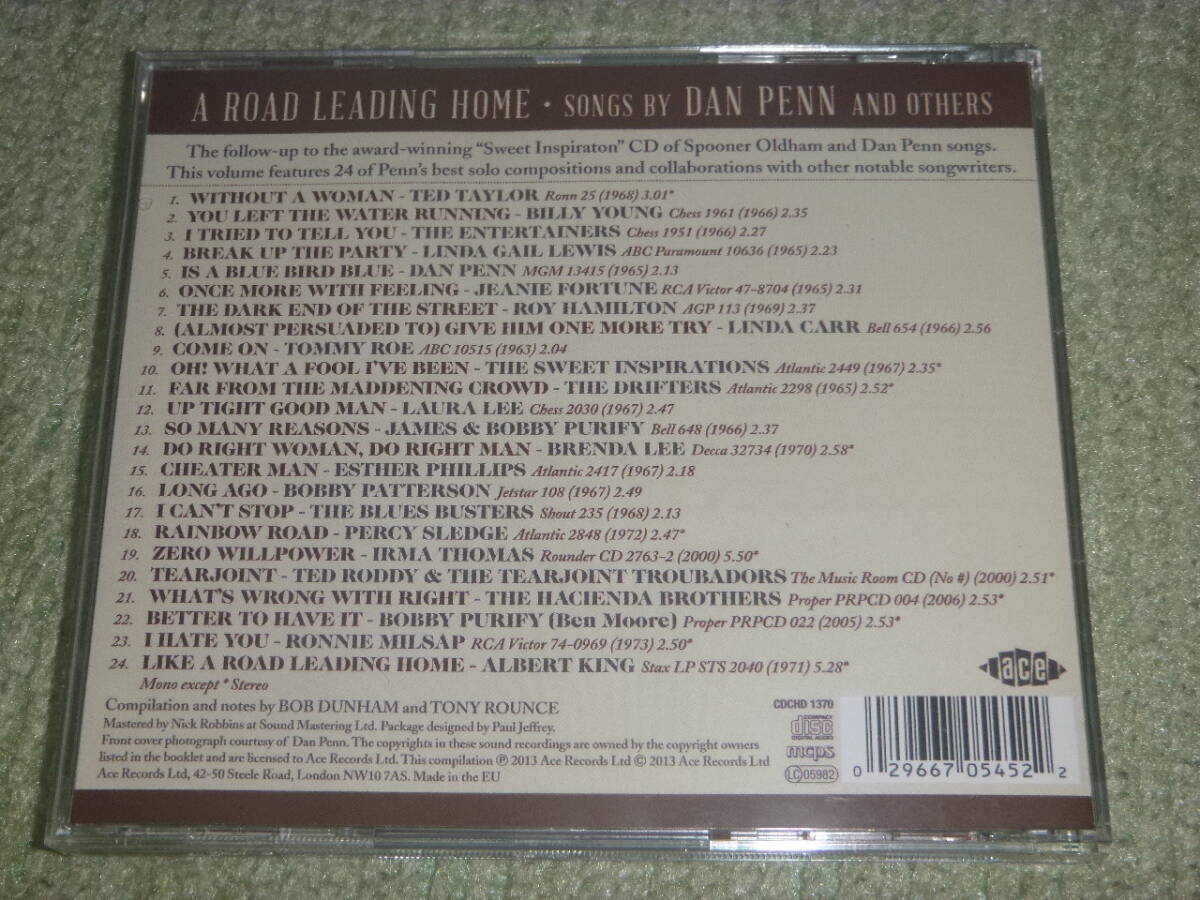 A ROAD LEADING HOME • SONGS BY DAN PENN AND OTHERS
The follow-up to the award-winning "Sweet Inspiraton" CD of Spooner Oldham and Dan Penn songs.
This volume features 24 of Penn's best solo compositions and collaborations with other notable songwriters.
1. WITHOUT A WOMAN - TED TAYLOR Ronn 25 (1968) 3.01*
2. YOU LEFT THE WATER RUNNING - BILLY YOUNG Chess 1961 (1966) 2.35
3. I TRIED TO TELL YOU - THE ENTERTAINERS Chess 1951 (1966) 2.27
4. BREAK UP THE PARTY - LINDA GAIL LEWIS ABC Paramount 10636 (1965) 2.23
5. IS A BLUE BIRD BLUE - DAN PENN MGM 13415 (1965) 2.13
6. ONCE MORE WITH FEELING - JEANIE FORTUNE RCA Victor 47-8704 (1965) 2.31
7. THE DARK END OF THE STREET - ROY HAMILTON AGP 113 (1969) 2.37
8. (ALMOST PERSUADED TO) GIVE HIM ONE MORE TRY - LINDA CARR Bell 654 (1966) 2.56
9. COME ON - TOMMY ROE ABC 10515 (1963) 2.04
10. OH! WHAT A FOOL I'VE BEEN - THE SWEET INSPIRATIONS Atlantic 2449 (1967) 2.35*
11. FAR FROM THE MADDENING CROWD - THE DRIFTERS Atlantic 2298 (1965) 2.52*
12. UP TIGHT GOOD MAN - LAURA LEE Chess 2030 (1967) 2.47
13. SO MANY REASONS - JAMES & BOBBY PURIFY Bell 648 (1966) 2.37
14. DO RIGHT WOMAN, DO RIGHT MAN - BRENDA LEE Decca 32734 (1970) 2.58*
15. CHEATER MAN - ESTHER PHILLIPS Atlantic 2417 (1967) 2.18
16. LONG AGO - BOBBY PATTERSON Jetstar 108 (1967) 2.49
17. I CAN'T STOP - THE BLUES BUSTERS Shout 235 (1968) 2.13
18. RAINBOW ROAD - PERCY SLEDGE Atlantic 2848 (1972) 2.47*
19. ZERO WILLPOWER - IRMA THOMAS Rounder CD 2763-2 (2000) 5.50*
20. TEARJOINT - TED RODDY & THE TEARJOINT TROUBADORS The Music Room CD (No #) (2000) 2.51*
21. WHAT'S WRONG WITH RIGHT - THE HACIENDA BROTHERS Proper PRPCD 004 (2006) 2.53*
22. BETTER TO HAVE IT - BOBBY PURIFY (Ben Moore) Proper PRPCD 022 (2005) 2.53*
23. I HATE YOU - RONNIE MILSAP RCA Victor 74-0969 (1973) 2.50*
24. LIKE A ROAD LEADING HOME - ALBERT KING Stax LP STS 2040 (1971) 5.28*
Mono except * Stereo
ace
Compilation and notes by BOB DUNHAM and TONY ROUNCE
Mastered by Nick Robbins at Sound Mastering Ltd. Package designed by Paul Jeffrey.
Front cover photograph courtesy of Dan Penn. The copyrights in these sound recordings are owned by the copyright owners
listed in the booklet and are licensed to Ace Records Ltd. This compilation ℗ 2013 Ace Records Ltd © 2013 Ace Records Ltd
Ace Records Ltd, 42-50 Steele Road, London NW10 7AS. Made in the EU
CDCHD 1370
COMPACT
disc
DIGITAL AUDIO
mcps
LC 05982
0 29667 05452 2